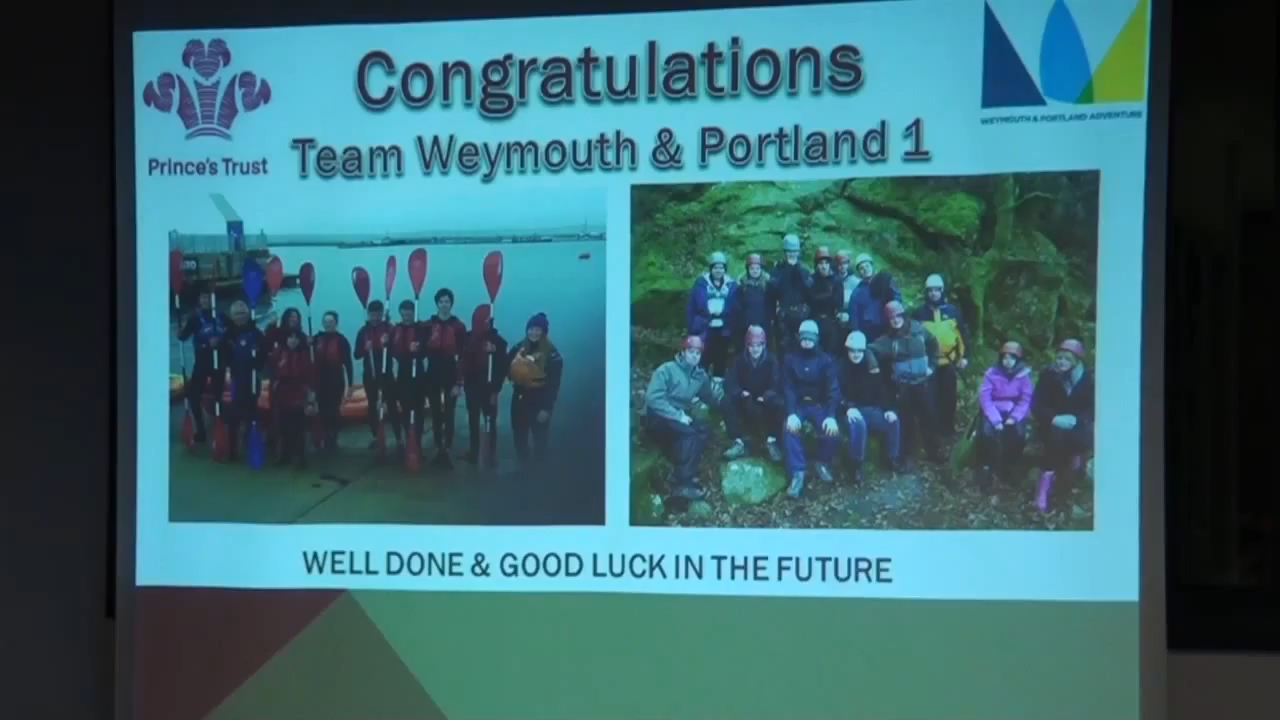 Congratulations
Team Weymouth & Portland 1
Prince's Trust
WEYMOUTH & PORTLAND ADVENTURE
WELL DONE & GOOD LUCK IN THE FUTURE